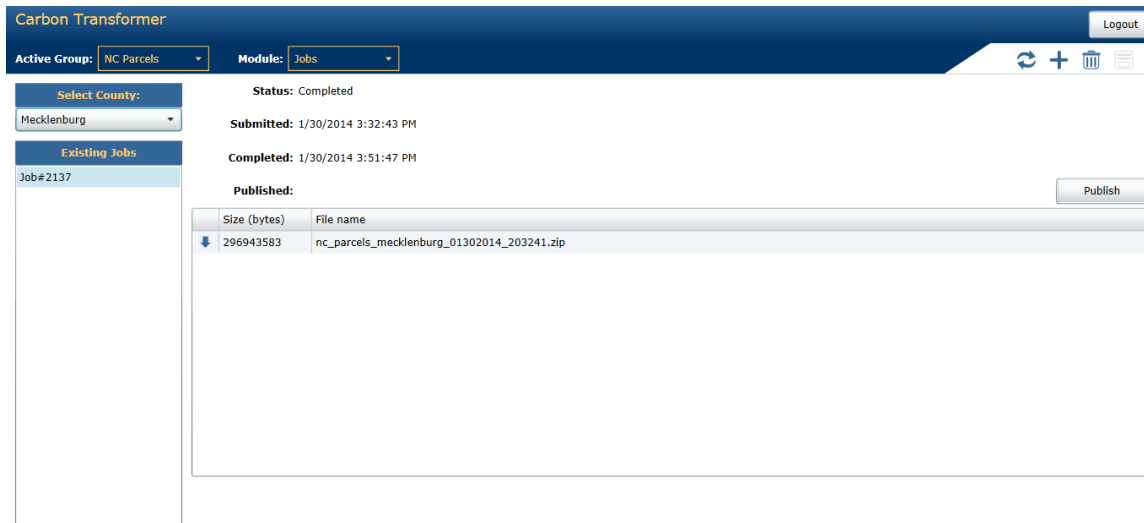 Carbon Transformer
Logout
Active Group: NC Parcels Module: Jobs
Select County:
Mecklenburg
Existing Jobs
Job#2137
Status: Completed
Submitted: 1/30/2014 3:32:43 PM
Completed: 1/30/2014 3:51:47 PM
Published:
Publish
Size (bytes) File name
296943583 nc_parcels_mecklenburg_01302014_203241.zip